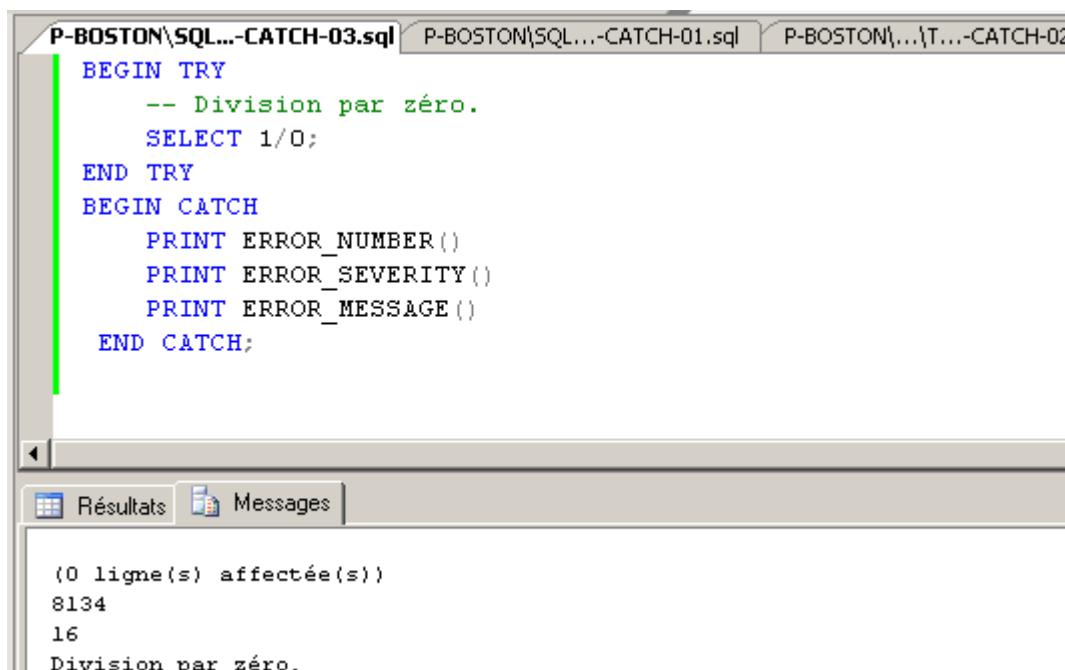 P-BOSTON\SQL...-CATCH-03.sql P-BOSTON\SQL...-CATCH-01.sql P-BOSTON\...\T...-CATCH-02
BEGIN TRY
-- Division par zéro.
SELECT 1/0;
END TRY
BEGIN CATCH
PRINT ERROR_NUMBER()
PRINT ERROR_SEVERITY()
PRINT ERROR_MESSAGE()
END CATCH;
Résultats Messages
(0 ligne(s) affectée(s))
8134
16
Division par zéro.